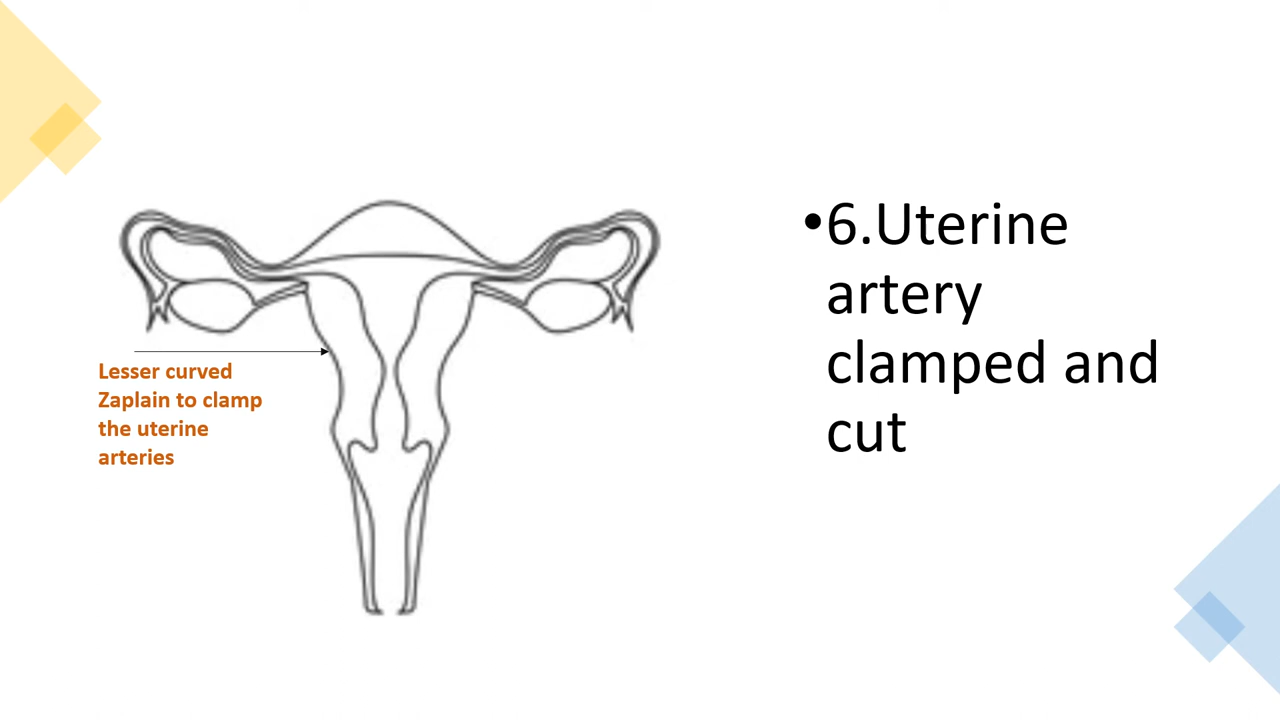 Lesser curved
Zaplain to clamp
the uterine
arteries
•6.Uterine
artery
clamped and
cut